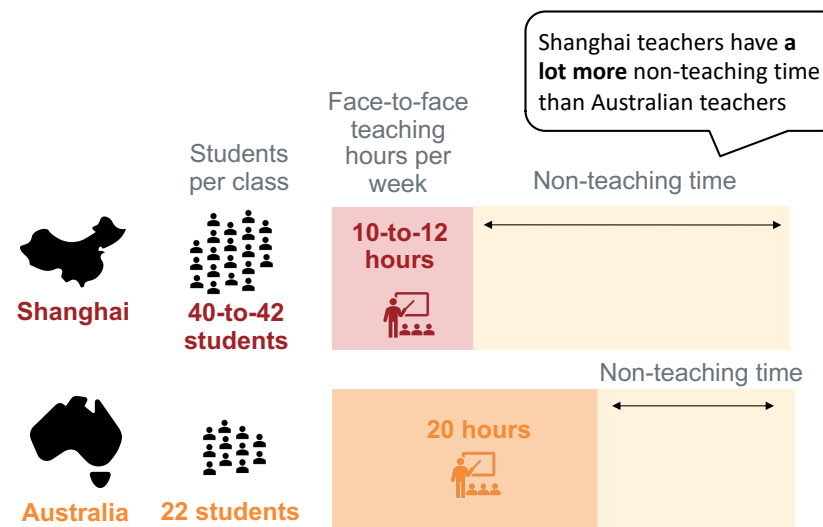 Shanghai teachers have a
lot more non-teaching time
than Australian teachers
Students
per class
Face-to-face
teaching
hours per
week
Non-teaching time
Shanghai
40-to-42
students
10-to-12
hours
Non-teaching time
Australia
22 students
20 hours